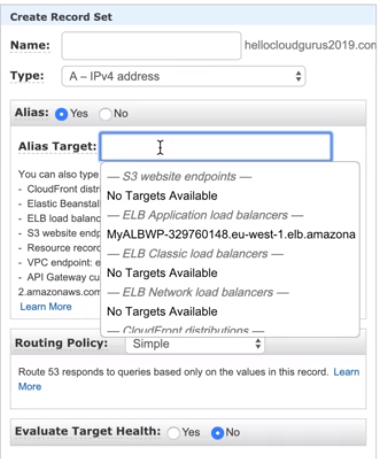 Create Record Set
Name:
hellocloudgurus2019.com
Type: A – IPv4 address
Alias: Yes No
Alias Target:
You can also type
- CloudFront distr
- Elastic Beanstal
- ELB load balanc
- S3 website endp
- Resource recorc
- VPC endpoint: e
- API Gateway cu
2.amazonaws.com
Learn More
— S3 website endpoints —
No Targets Available
— ELB Application load balancers —
MyALBWP-329760148.eu-west-1.elb.amazona
— ELB Classic load balancers —
No Targets Available
— ELB Network load balancers —
No Targets Available
— CloudFront distributions —
Routing Policy: Simple
Route 53 responds to queries based only on the values in this record. Learn
More
Evaluate Target Health: Yes No